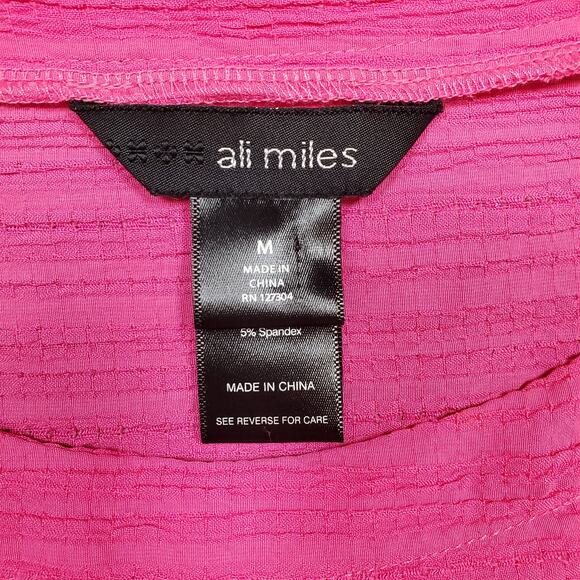 ali miles
M
MADE IN
CHINA
RN 127304
5% Spandex
MADE IN CHINA
SEE REVERSE FOR CARE